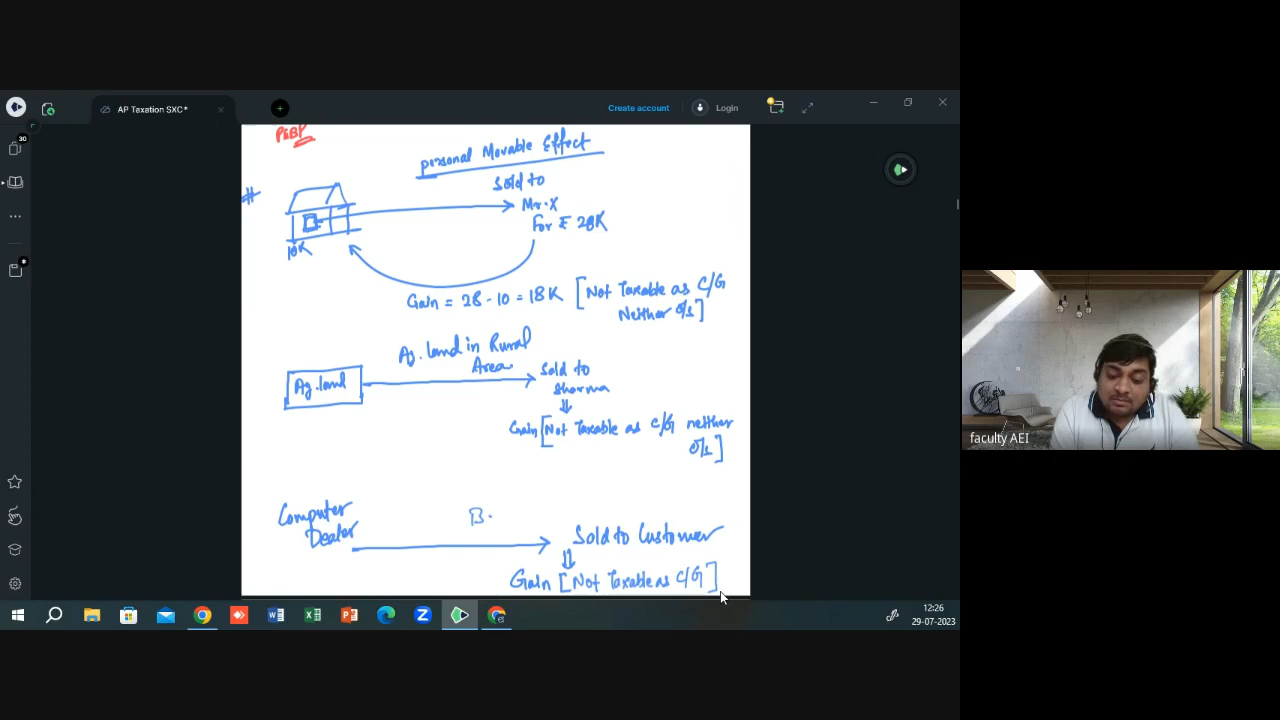 AP Taxation SXC*
Create account
Login
30
PGBP
Personal Movable Effect
#
Sold to
Mr. X
For ₹ 28K
10K
Gain = 28 - 10 = 18K [Not Taxable as C/G
Neither O/s]
Ag. land in Rural
Area
Ag. land
Sold to
Sharma
Gain [Not Taxable as C/G neither
O/s]
Computer
Dealer
B.
Sold to Customer
Gain [Not Taxable as C/G]
faculty AEI
12:26
29-07-2023